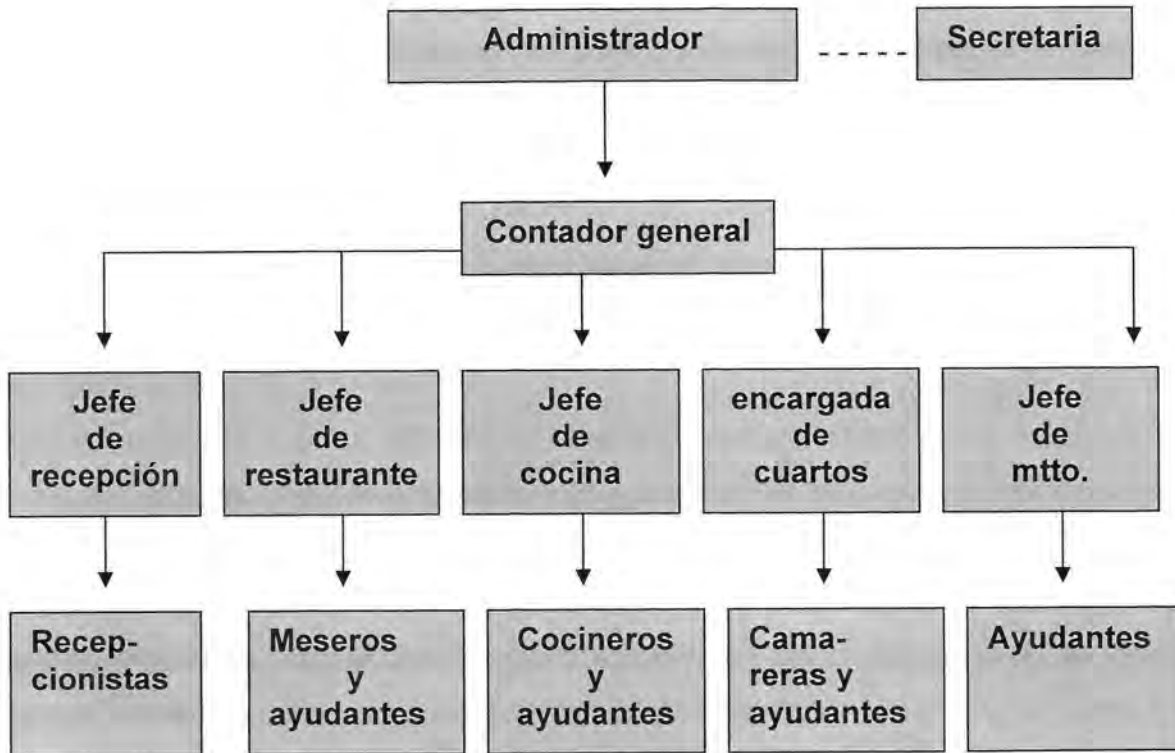 Administrador
Secretaria
Contador general
Jefe
de
recepción
Jefe
de
restaurante
Jefe
de
cocina
encargada
de
cuartos
Jefe
de
mtto.
Recep-
cionistas
Meseros
y
ayudantes
Cocineros
y
ayudantes
Cama-
reras y
ayudantes
Ayudantes